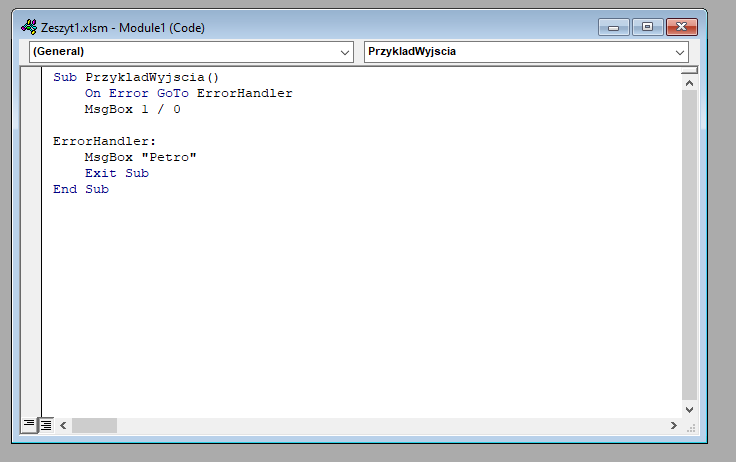 Zeszyt1.xlsm - Module1 (Code)
(General)
PrzykladWyjscia
Sub PrzykladWyjscia()
    On Error GoTo ErrorHandler
    MsgBox 1 / 0
ErrorHandler:
    MsgBox "Petro"
    Exit Sub
End Sub